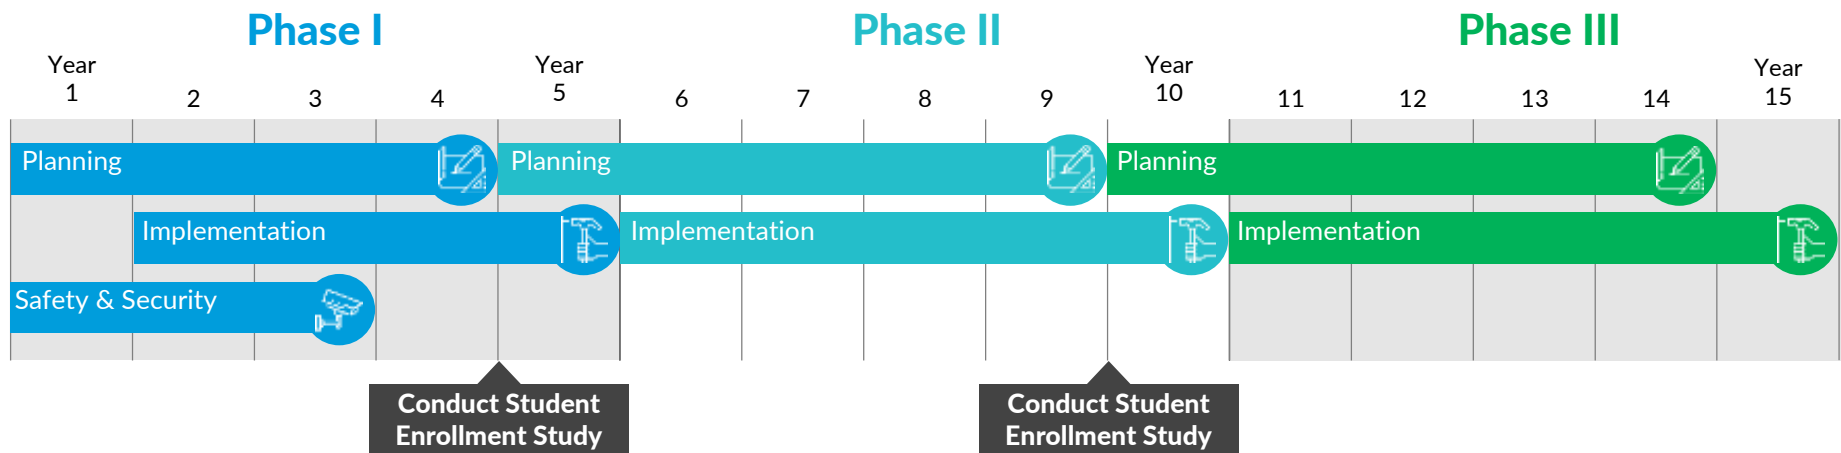 Phase I
Phase II
Phase III
Year
1
2
3
4
Year
5
6
7
8
9
Year
10
11
12
13
14
Year
15
Planning
Planning
Planning
Implementation
Implementation
Implementation
Safety & Security
Conduct Student
Enrollment Study
Conduct Student
Enrollment Study